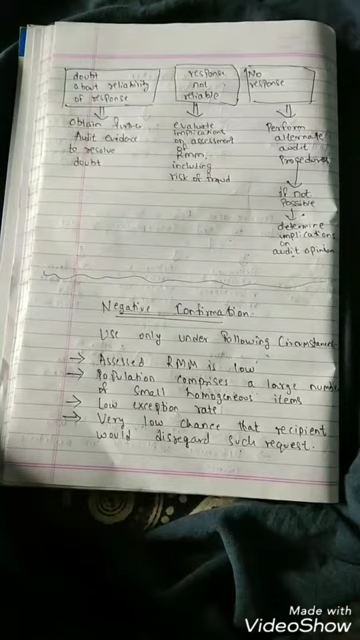 doubt
about reliability
of response
Obtain further
Audit evidence
to resolve
doubt
response
not
reliable
evaluate
implications
on assessment
of
RMM,
including
risk of fraud
No
response
Perform
alternate
audit
Procedures
if not
Possible
determine
implications
on
audit opinion
Negative Confirmation
Use only under following Circumstances
→ Assessed RMM is low
→ Population comprises a large number
of small homogeneous items
→ Low exception rate
→ Very low chance that recipient
would disregard such request.
Made with
VideoShow